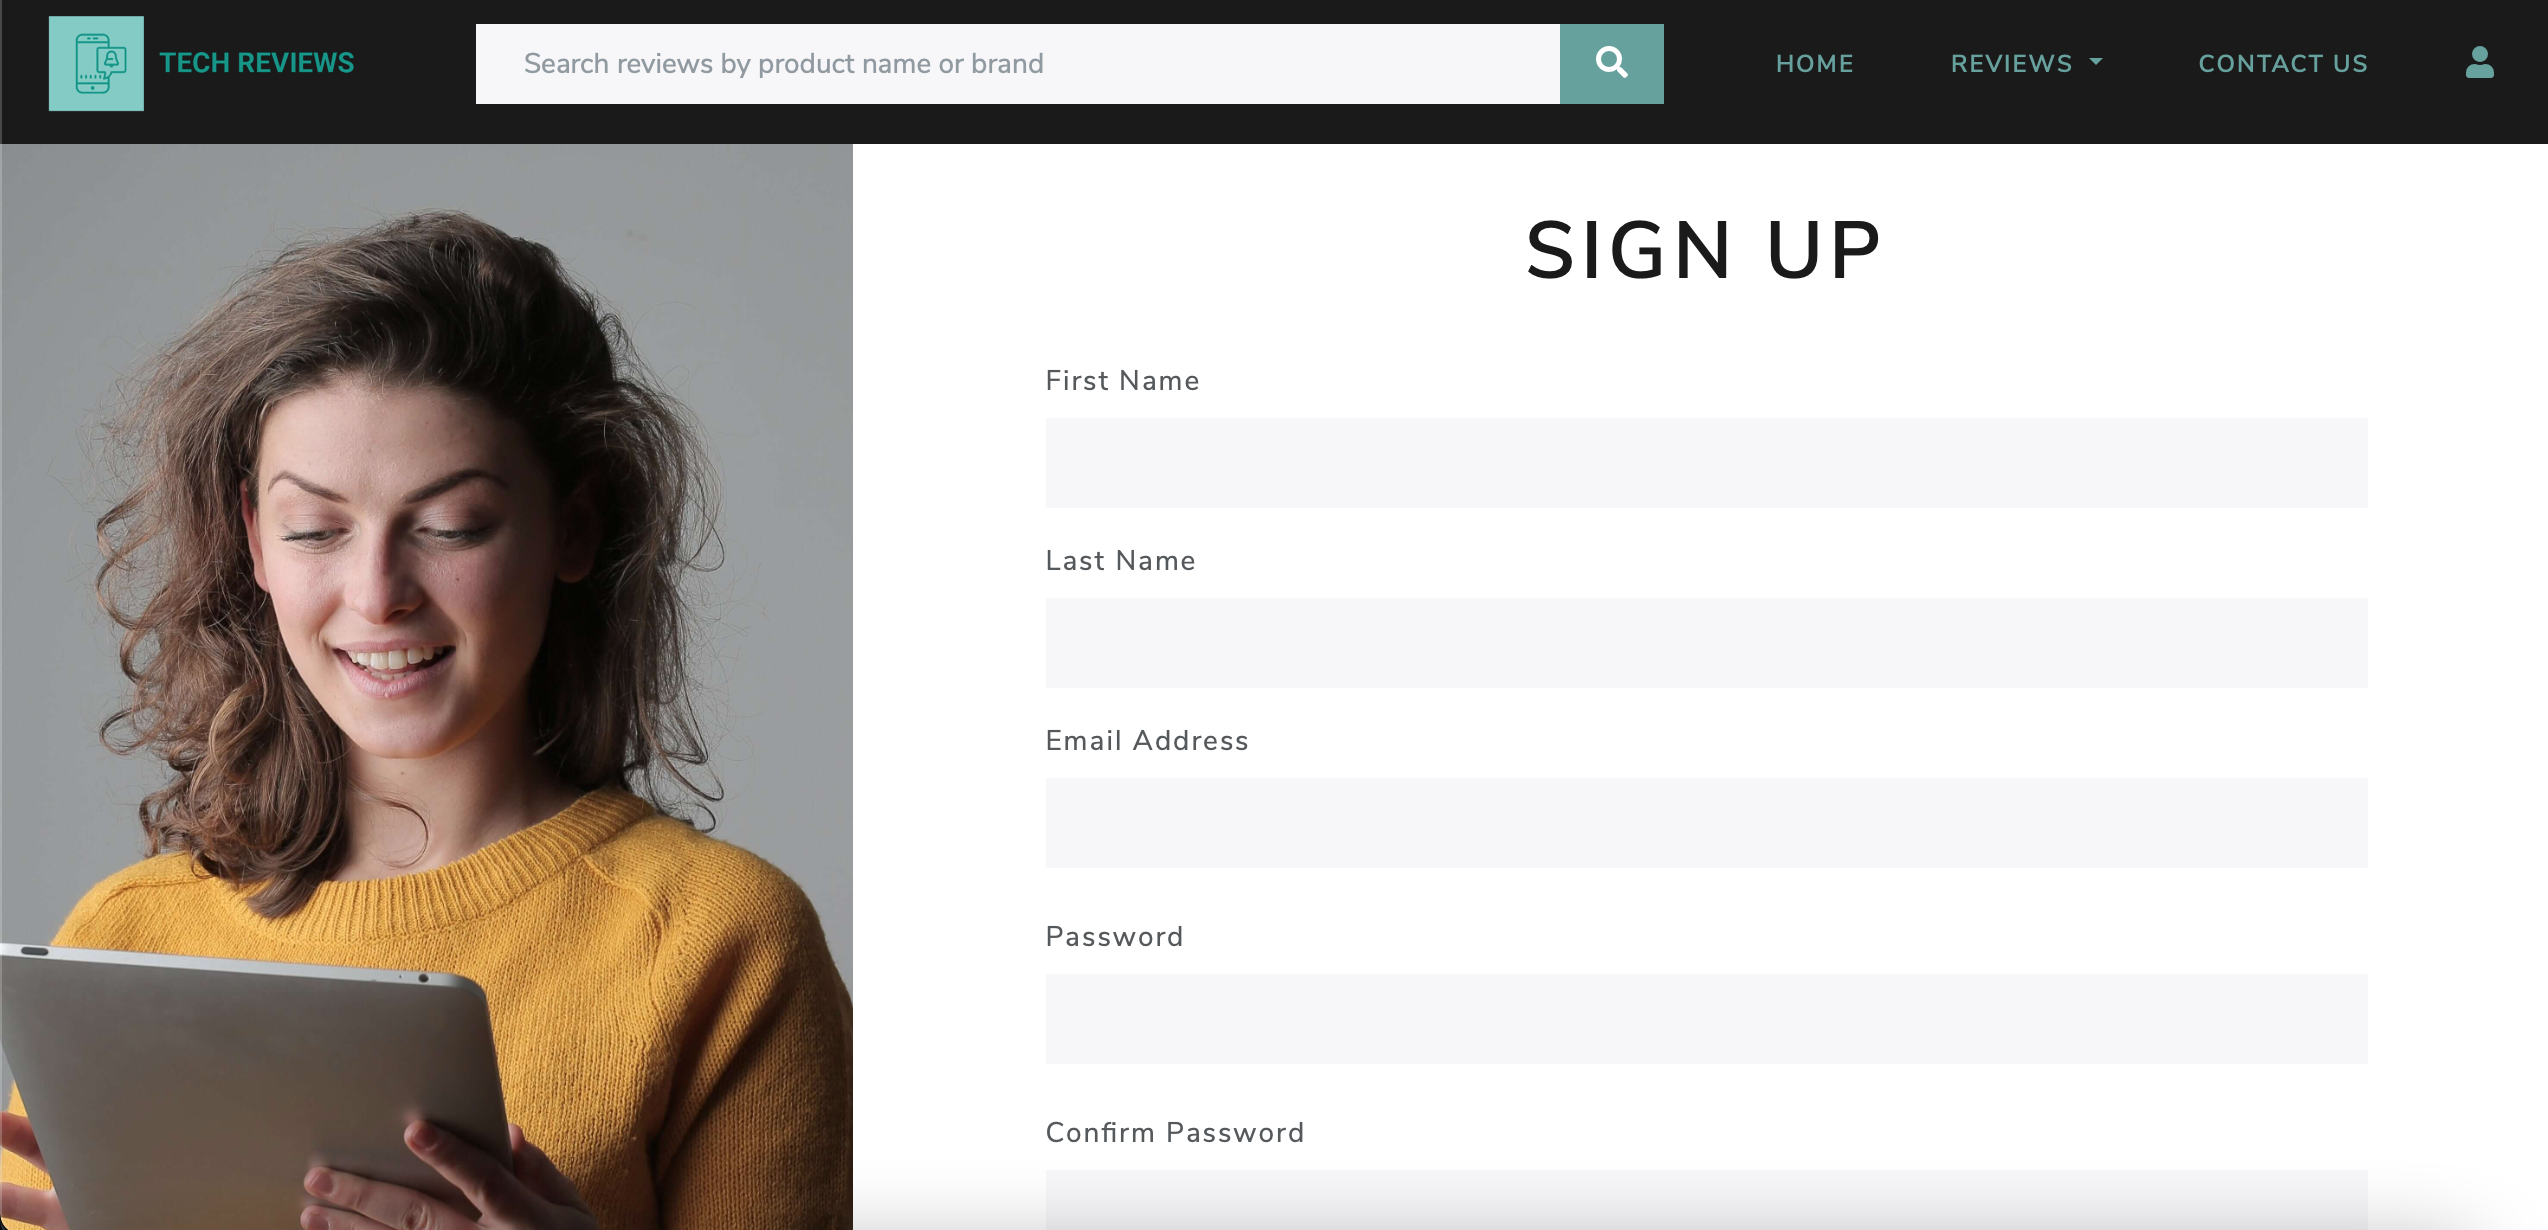 TECH REVIEWS
Search reviews by product name or brand
HOME
REVIEWS
CONTACT US
SIGN UP
First Name
Last Name
Email Address
Password
Confirm Password